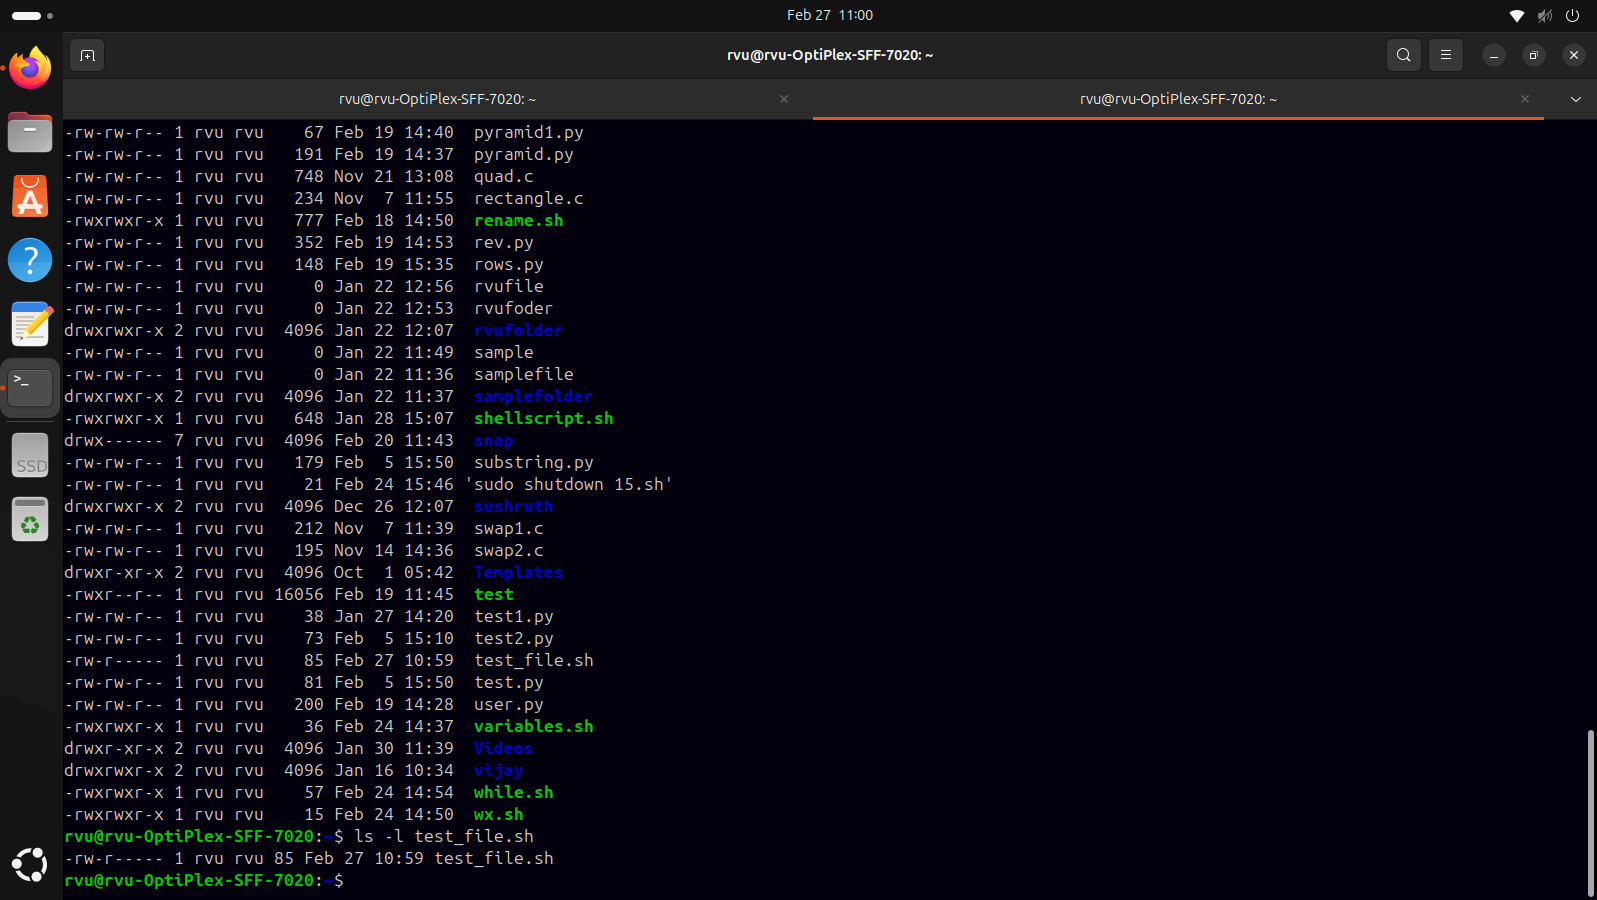 Feb 27 11:00
rvu@rvu-OptiPlex-SFF-7020: ~
rvu@rvu-OptiPlex-SFF-7020: ~
rvu@rvu-OptiPlex-SFF-7020: ~
-rw-rw-r-- 1 rvu rvu    67 Feb 19 14:40  pyramid1.py
-rw-rw-r-- 1 rvu rvu   191 Feb 19 14:37  pyramid.py
-rw-rw-r-- 1 rvu rvu   748 Nov 21 13:08  quad.c
-rw-rw-r-- 1 rvu rvu   234 Nov  7 11:55  rectangle.c
-rwxrwxr-x 1 rvu rvu   777 Feb 18 14:50  rename.sh
-rw-rw-r-- 1 rvu rvu   352 Feb 19 14:53  rev.py
-rw-rw-r-- 1 rvu rvu   148 Feb 19 15:35  rows.py
-rw-rw-r-- 1 rvu rvu     0 Jan 22 12:56  rvufile
-rw-rw-r-- 1 rvu rvu     0 Jan 22 12:53  rvufoder
drwxrwxr-x 2 rvu rvu  4096 Jan 22 12:07  rvufolder
-rw-rw-r-- 1 rvu rvu     0 Jan 22 11:49  sample
-rw-rw-r-- 1 rvu rvu     0 Jan 22 11:36  samplefile
drwxrwxr-x 2 rvu rvu  4096 Jan 22 11:37  samplefolder
-rwxrwxr-x 1 rvu rvu   648 Jan 28 15:07  shellscript.sh
drwx------ 7 rvu rvu  4096 Feb 20 11:43  snap
-rw-rw-r-- 1 rvu rvu   179 Feb  5 15:50  substring.py
-rw-rw-r-- 1 rvu rvu    21 Feb 24 15:46 'sudo shutdown 15.sh'
drwxrwxr-x 2 rvu rvu  4096 Dec 26 12:07  sushruth
-rw-rw-r-- 1 rvu rvu   212 Nov  7 11:39  swap1.c
-rw-rw-r-- 1 rvu rvu   195 Nov 14 14:36  swap2.c
drwxr-xr-x 2 rvu rvu  4096 Oct  1 05:42  Templates
-rwxr--r-- 1 rvu rvu 16056 Feb 19 11:45  test
-rw-rw-r-- 1 rvu rvu    38 Jan 27 14:20  test1.py
-rw-rw-r-- 1 rvu rvu    73 Feb  5 15:10  test2.py
-rw-r----- 1 rvu rvu    85 Feb 27 10:59  test_file.sh
-rw-rw-r-- 1 rvu rvu    81 Feb  5 15:50  test.py
-rw-rw-r-- 1 rvu rvu   200 Feb 19 14:28  user.py
-rwxrwxr-x 1 rvu rvu    36 Feb 24 14:37  variables.sh
drwxr-xr-x 2 rvu rvu  4096 Jan 30 11:39  Videos
drwxrwxr-x 2 rvu rvu  4096 Jan 16 10:34  vijay
-rwxrwxr-x 1 rvu rvu    57 Feb 24 14:54  while.sh
-rwxrwxr-x 1 rvu rvu    15 Feb 24 14:50  wx.sh
rvu@rvu-OptiPlex-SFF-7020:~$ ls -l test_file.sh
-rw-r----- 1 rvu rvu 85 Feb 27 10:59 test_file.sh
rvu@rvu-OptiPlex-SFF-7020:~$
SSD